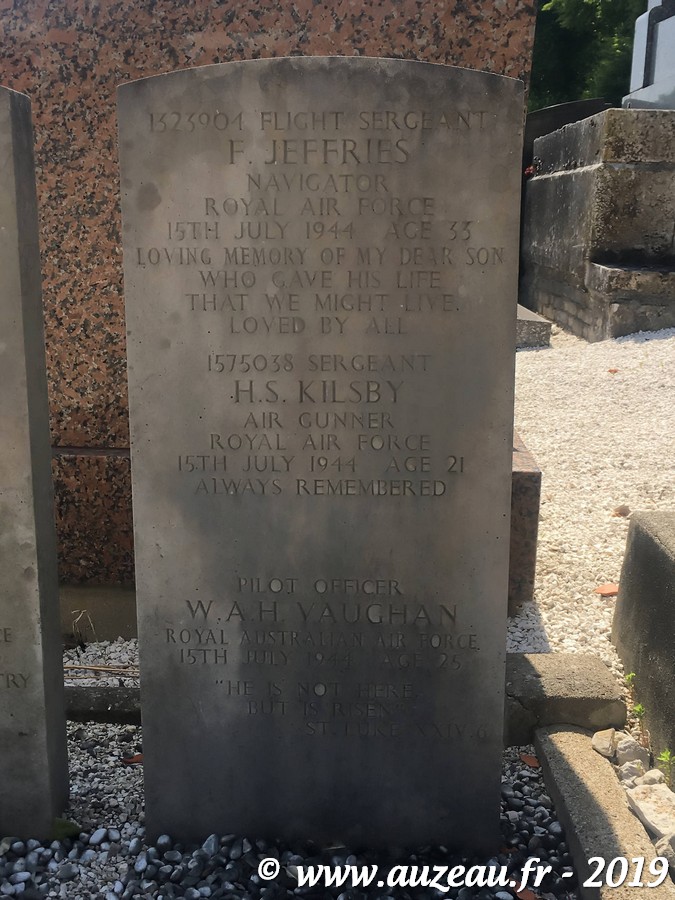 1323904 FLIGHT SERGEANT
F. JEFFRIES
NAVIGATOR
ROYAL AIR FORCE
15TH JULY 1944 AGE 33
LOVING MEMORY OF MY DEAR SON
WHO GAVE HIS LIFE
THAT WE MIGHT LIVE.
LOVED BY ALL
1575038 SERGEANT
H.S. KILSBY
AIR GUNNER
ROYAL AIR FORCE
15TH JULY 1944 AGE 21
ALWAYS REMEMBERED
PILOT OFFICER
W.A.H. VAUGHAN
ROYAL AUSTRALIAN AIR FORCE
15TH JULY 1944 AGE 25
"HE IS NOT HERE,
BUT IS RISEN"
ST. LUKE XXIV.6
© www.auzeau.fr - 2019